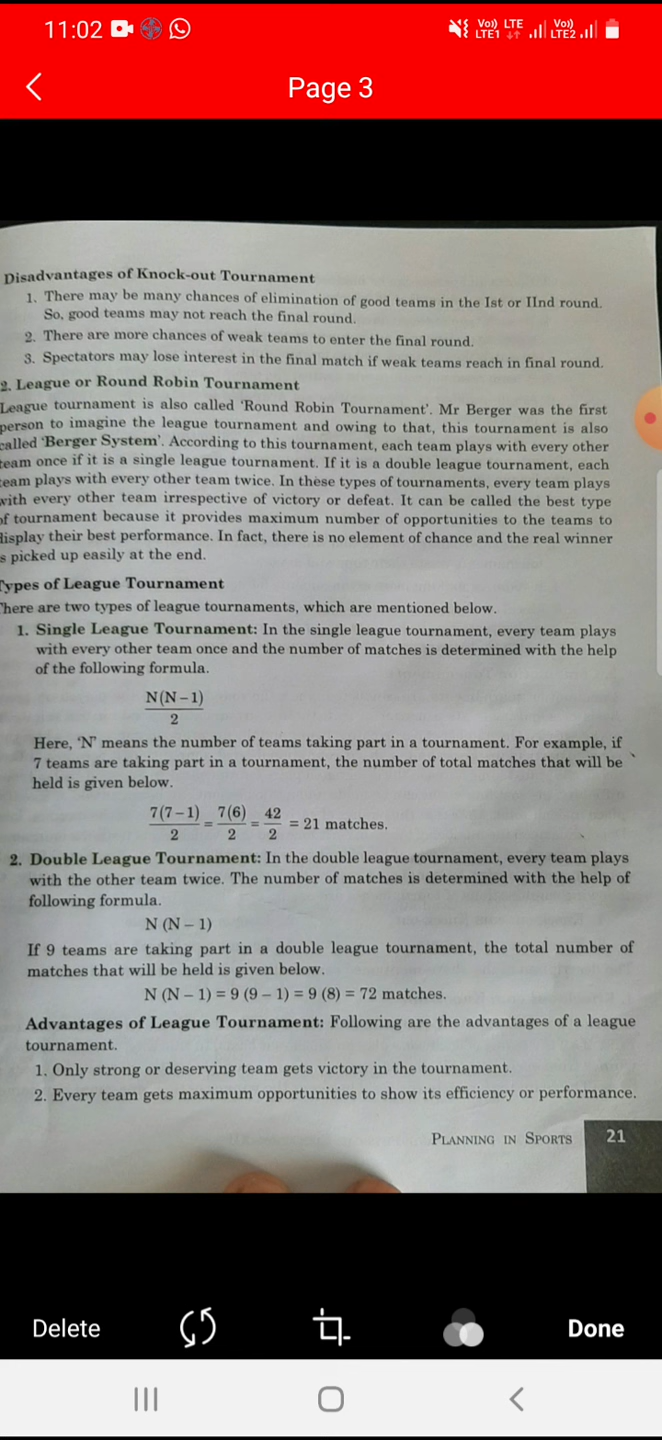 11:02
Vo)) LTE Vo))
LTE1 LTE2
Page 3
Disadvantages of Knock-out Tournament
1. There may be many chances of elimination of good teams in the Ist or IInd round.
So, good teams may not reach the final round.
2. There are more chances of weak teams to enter the final round.
3. Spectators may lose interest in the final match if weak teams reach in final round.
2. League or Round Robin Tournament
League tournament is also called ‘Round Robin Tournament’. Mr Berger was the first
person to imagine the league tournament and owing to that, this tournament is also
called ‘Berger System’. According to this tournament, each team plays with every other
team once if it is a single league tournament. If it is a double league tournament, each
team plays with every other team twice. In these types of tournaments, every team plays
with every other team irrespective of victory or defeat. It can be called the best type
of tournament because it provides maximum number of opportunities to the teams to
display their best performance. In fact, there is no element of chance and the real winner
s picked up easily at the end.
Types of League Tournament
There are two types of league tournaments, which are mentioned below.
1. Single League Tournament: In the single league tournament, every team plays
with every other team once and the number of matches is determined with the help
of the following formula.
N(N–1)
2
Here, ‘N’ means the number of teams taking part in a tournament. For example, if
7 teams are taking part in a tournament, the number of total matches that will be
held is given below.
7(7–1) 7(6) 42
= = = 21 matches.
2 2 2
2. Double League Tournament: In the double league tournament, every team plays
with the other team twice. The number of matches is determined with the help of
following formula.
N (N – 1)
If 9 teams are taking part in a double league tournament, the total number of
matches that will be held is given below.
N (N – 1) = 9 (9 – 1) = 9 (8) = 72 matches.
Advantages of League Tournament: Following are the advantages of a league
tournament.
1. Only strong or deserving team gets victory in the tournament.
2. Every team gets maximum opportunities to show its efficiency or performance.
PLANNING IN SPORTS 21
Delete Done